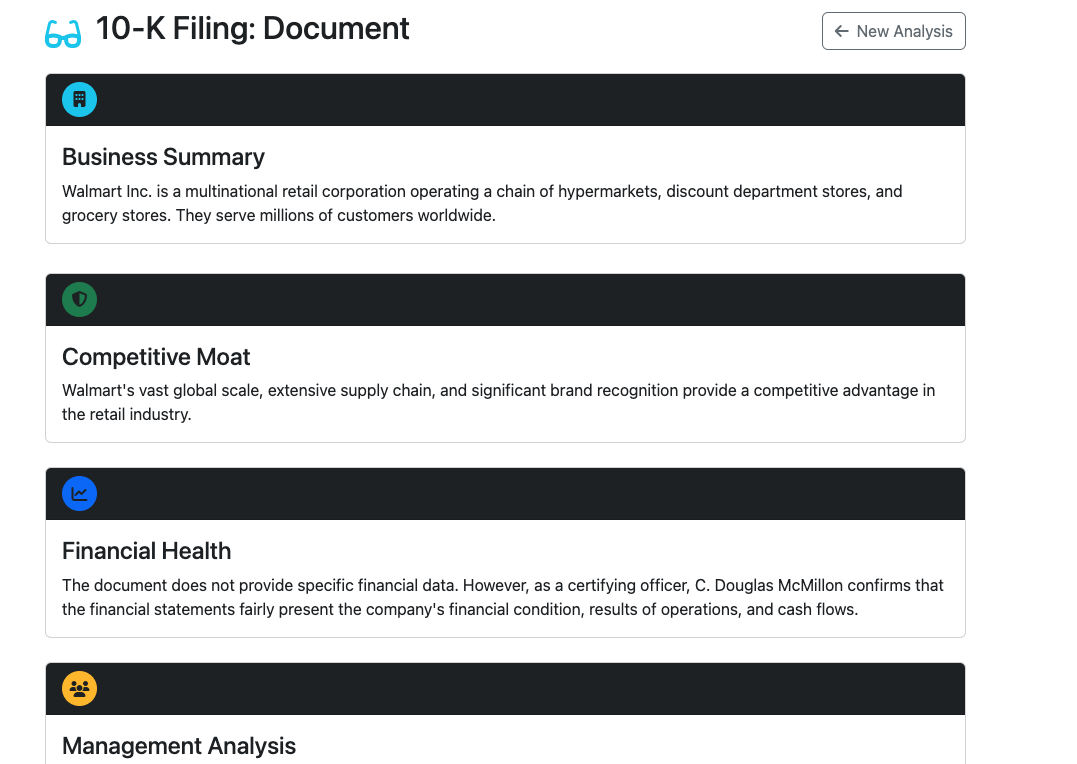 10-K Filing: Document
New Analysis
Business Summary
Walmart Inc. is a multinational retail corporation operating a chain of hypermarkets, discount department stores, and
grocery stores. They serve millions of customers worldwide.
Competitive Moat
Walmart's vast global scale, extensive supply chain, and significant brand recognition provide a competitive advantage in
the retail industry.
Financial Health
The document does not provide specific financial data. However, as a certifying officer, C. Douglas McMillon confirms that
the financial statements fairly present the company's financial condition, results of operations, and cash flows.
Management Analysis